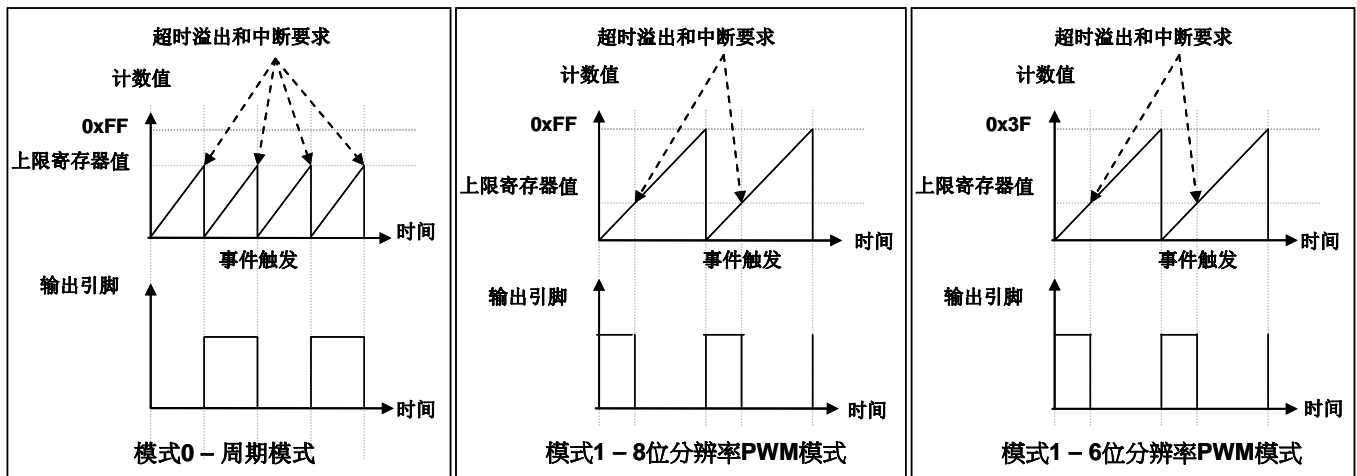 超时溢出和中断要求
计数值
0xFF
上限寄存器值
时间
事件触发
输出引脚
时间
模式0 – 周期模式
超时溢出和中断要求
计数值
0xFF
上限寄存器值
时间
事件触发
输出引脚
时间
模式1 – 8位分辨率PWM模式
超时溢出和中断要求
计数值
0x3F
上限寄存器值
时间
事件触发
输出引脚
时间
模式1 – 6位分辨率PWM模式